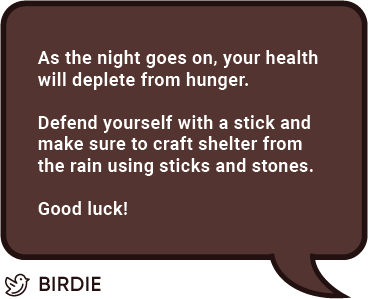 As the night goes on, your health
will deplete from hunger.
Defend yourself with a stick and
make sure to craft shelter from
the rain using sticks and stones.
Good luck!
BIRDIE